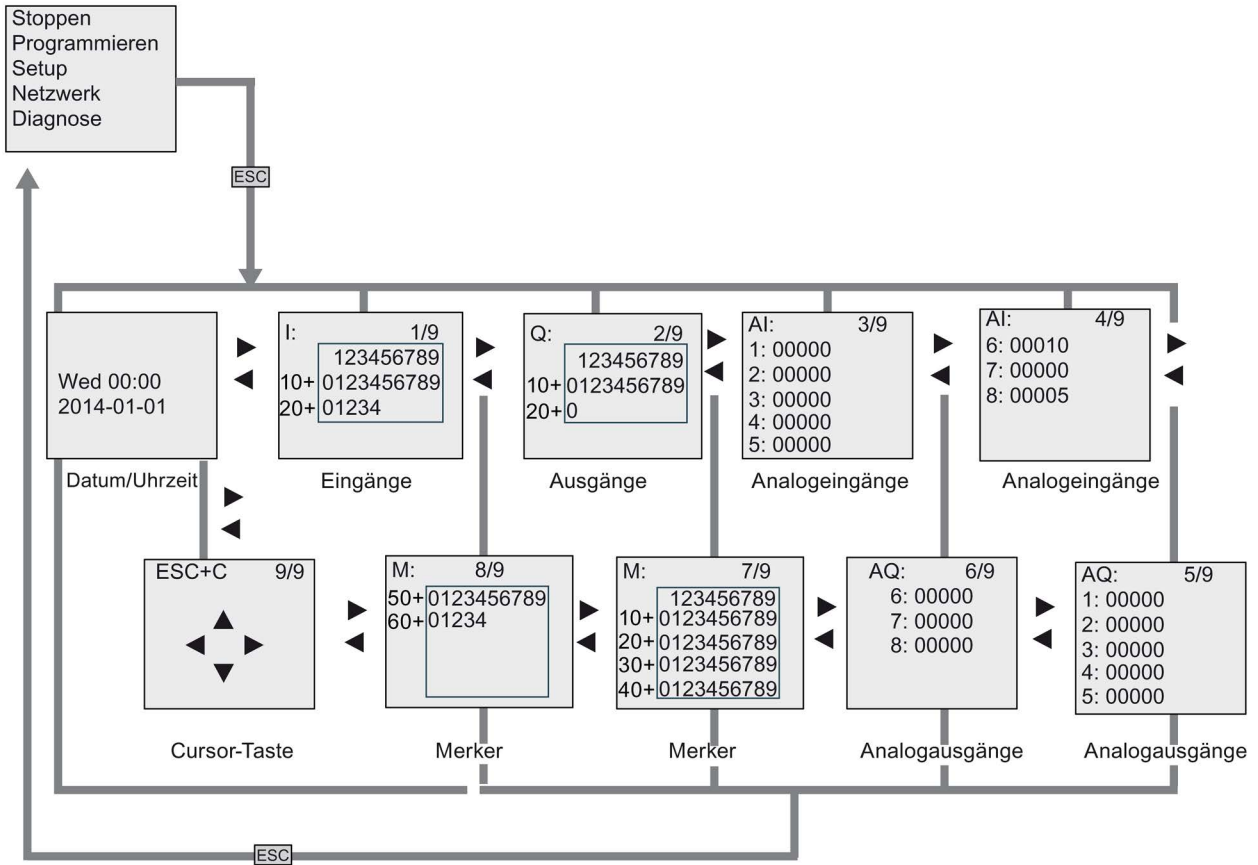 Stoppen
Programmieren
Setup
Netzwerk
Diagnose
ESC
Wed 00:00
2014-01-01
Datum/Uhrzeit
I: 1/9
123456789
10+ 0123456789
20+ 01234
Eingänge
Q: 2/9
123456789
10+ 0123456789
20+ 0
Ausgänge
AI: 3/9
1: 00000
2: 00000
3: 00000
4: 00000
5: 00000
Analogeingänge
AI: 4/9
6: 00010
7: 00000
8: 00005
Analogeingänge
ESC+C 9/9
Cursor-Taste
M: 8/9
50+ 0123456789
60+ 01234
Merker
M: 7/9
123456789
10+ 0123456789
20+ 0123456789
30+ 0123456789
40+ 0123456789
Merker
AQ: 6/9
6: 00000
7: 00000
8: 00000
Analogausgänge
AQ: 5/9
1: 00000
2: 00000
3: 00000
4: 00000
5: 00000
Analogausgänge
ESC